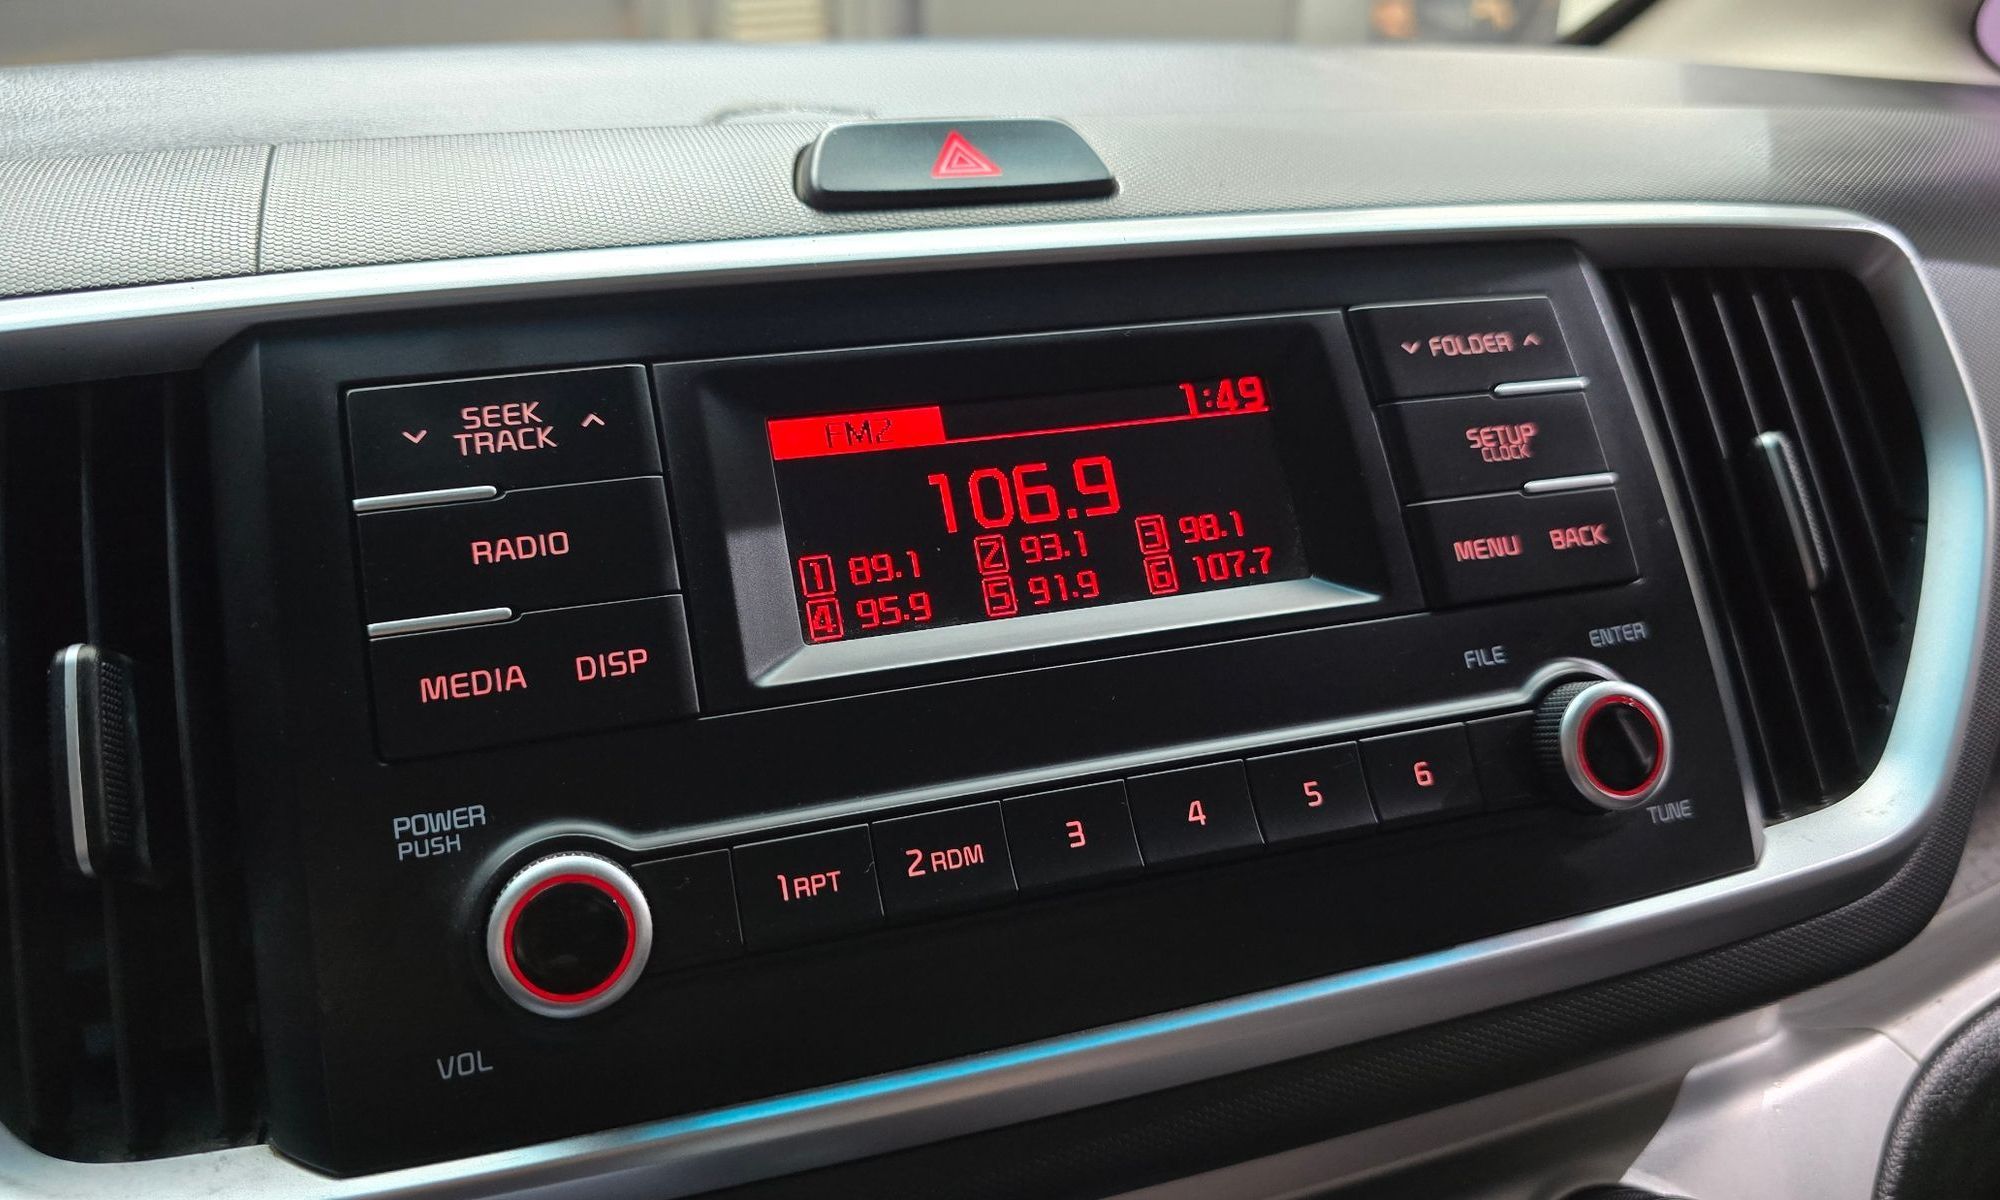 SEEK
TRACK
RADIO
MEDIA DISP
FM2 1:49
106.9
1 89.1 2 93.1 3 98.1
4 95.9 5 91.9 6 107.7
FOLDER
SETUP
CLOCK
MENU BACK
FILE ENTER
TUNE
POWER
PUSH
VOL
1 RPT 2 RDM 3 4 5 6